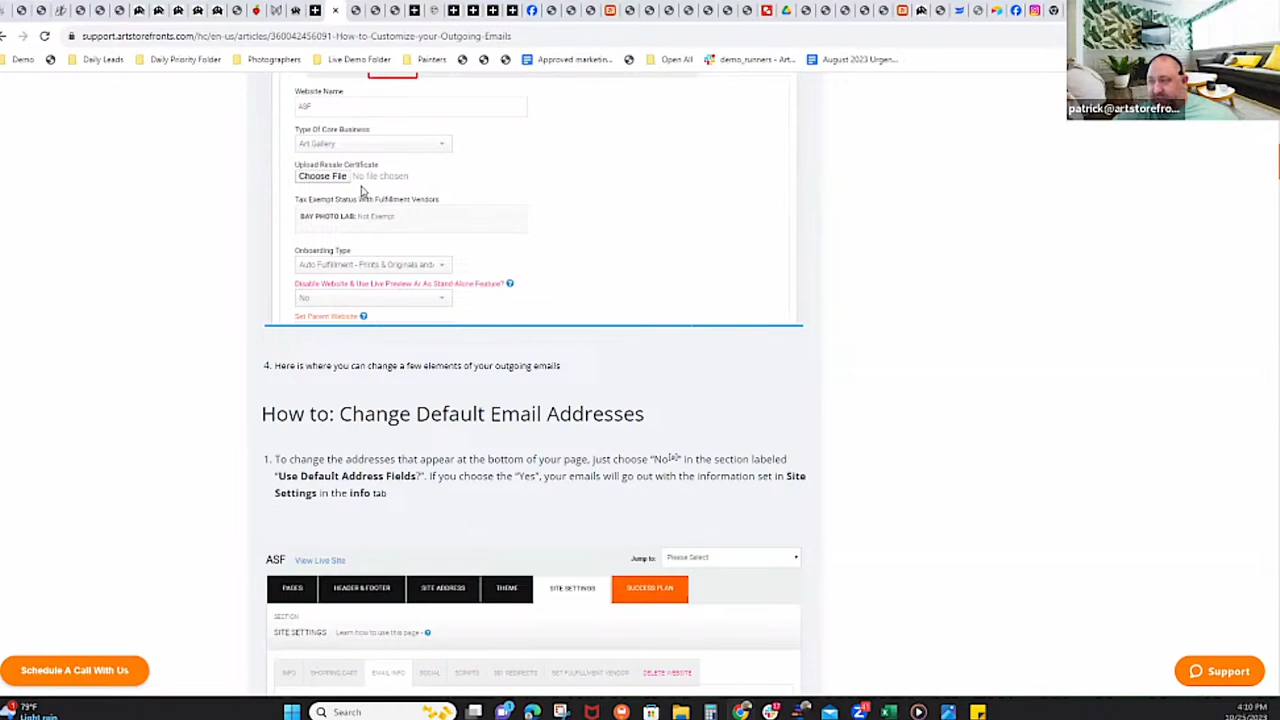 support.artstorefronts.com/hc/en-us/articles/360042456091-How-to-Customize-your-Outgoing-Emails
Demo
Daily Leads
Daily Priority Folder
Photographers
Live Demo Folder
Painters
Approved marketin...
Open All
demo_runners - Art...
August 2023 Urgen...
patrick@artstorefro...
Website Name
ASF
Type Of Core Business
Art Gallery
Upload Resale Certificate
Choose File No file chosen
Tax Exempt Status With Fulfillment Vendors
BAY PHOTO LAB: Not Exempt
Onboarding Type
Auto Fulfillment - Prints & Originals and
Disable Website & Use Live Preview Ar As Stand-Alone Feature?
No
Set Parent Website
4. Here is where you can change a few elements of your outgoing emails
How to: Change Default Email Addresses
1. To change the addresses that appear at the bottom of your page, just choose "No[a]" in the section labeled
"Use Default Address Fields?". If you choose the "Yes", your emails will go out with the information set in Site
Settings in the info tab
ASF View Live Site
Jump to: Please Select
PAGES
HEADER & FOOTER
SITE ADDRESS
THEME
SITE SETTINGS
SUCCESS PLAN
SECTION
SITE SETTINGS Learn how to use this page -
INFO
SHOPPING CART
EMAIL INFO
SOCIAL
SCRIPTS
301 REDIRECTS
SET FULFILLMENT VENDOR
DELETE WEBSITE
Schedule A Call With Us
Support
79°F
Light rain
Search
4:10 PM
10/25/2023